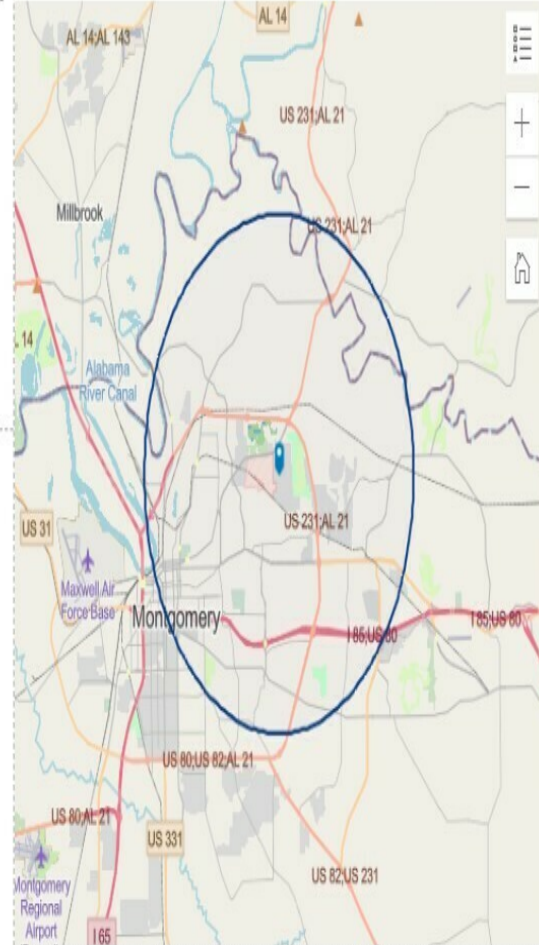 AL 14
AL 14;AL 143
US 231;AL 21
Millbrook
US 231;AL 21
14
Alabama
River Canal
US 31
US 231;AL 21
Maxwell Air
Force Base
Montgomery
I 85;US 80
I 85;US 80
US 80;US 82;AL 21
US 80;AL 21
US 331
US 82;US 231
Montgomery
Regional
Airport
I 65